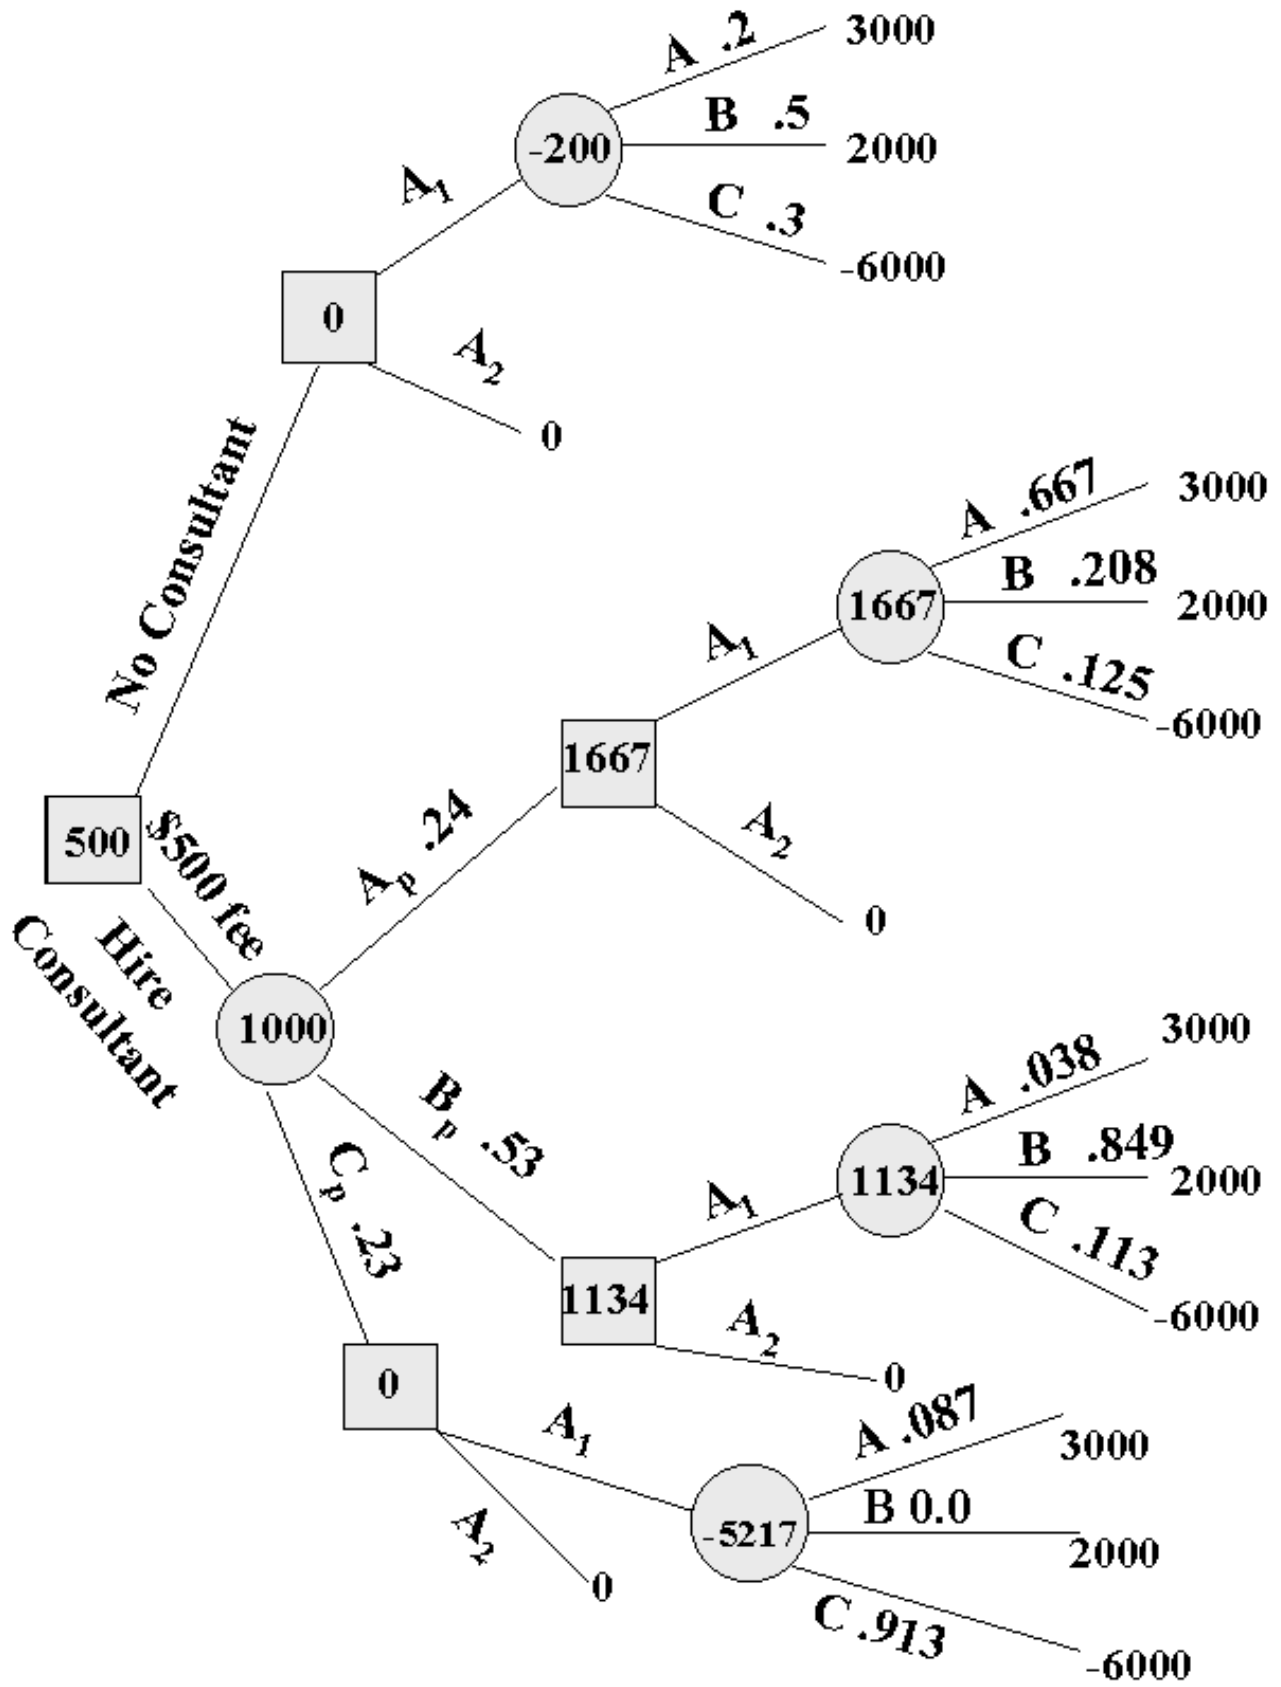 A .2 3000
B .5 2000
-200
C .3 -6000
A1
0
A2
0
No Consultant
A .667 3000
B .208 2000
1667
C .125 -6000
A1
1667
A2
0
Ap .24
500
$500 fee
Hire
Consultant
1000
Bp .53
Cp .23
A .038 3000
B .849 2000
1134
C .113 -6000
A1
1134
A2
0
0
A1
A2
0
A .087 3000
B 0.0 2000
-5217
C .913 -6000